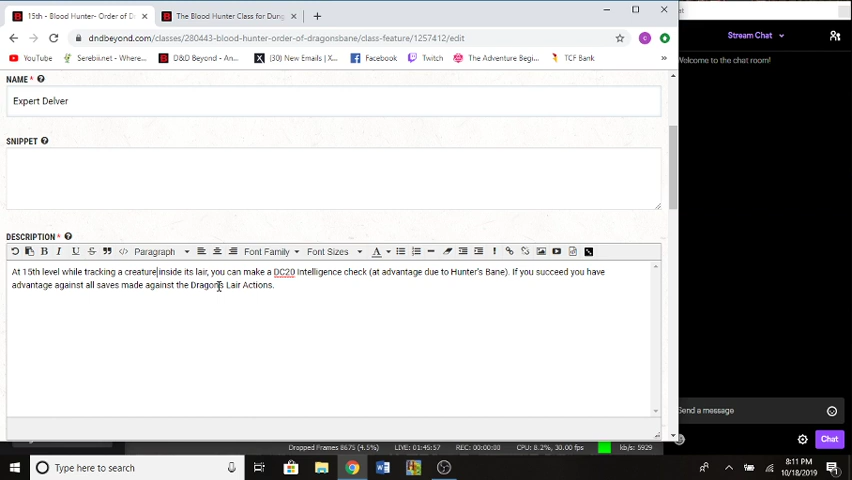 15th - Blood Hunter- Order of D
The Blood Hunter Class for Dung
dndbeyond.com/classes/280443-blood-hunter-order-of-dragonsbane/class-feature/1257412/edit
YouTube
Serebii.net - Where...
D&D Beyond - An...
(30) New Emails | X...
Facebook
Twitch
The Adventure Begi...
TCF Bank
»
NAME *
Expert Delver
SNIPPET
DESCRIPTION *
Paragraph
Font Family
Font Sizes
At 15th level while tracking a creature inside its lair, you can make a DC20 Intelligence check (at advantage due to Hunter's Bane). If you succeed you have
advantage against all saves made against the Dragon's Lair Actions.
Stream Chat
Welcome to the chat room!
Send a message
Chat
Dropped Frames 8675 (4.5%)
LIVE: 01:45:57
REC: 00:00:00
CPU: 8.2%, 30.00 fps
kb/s: 5929
Type here to search
8:11 PM
10/18/2019